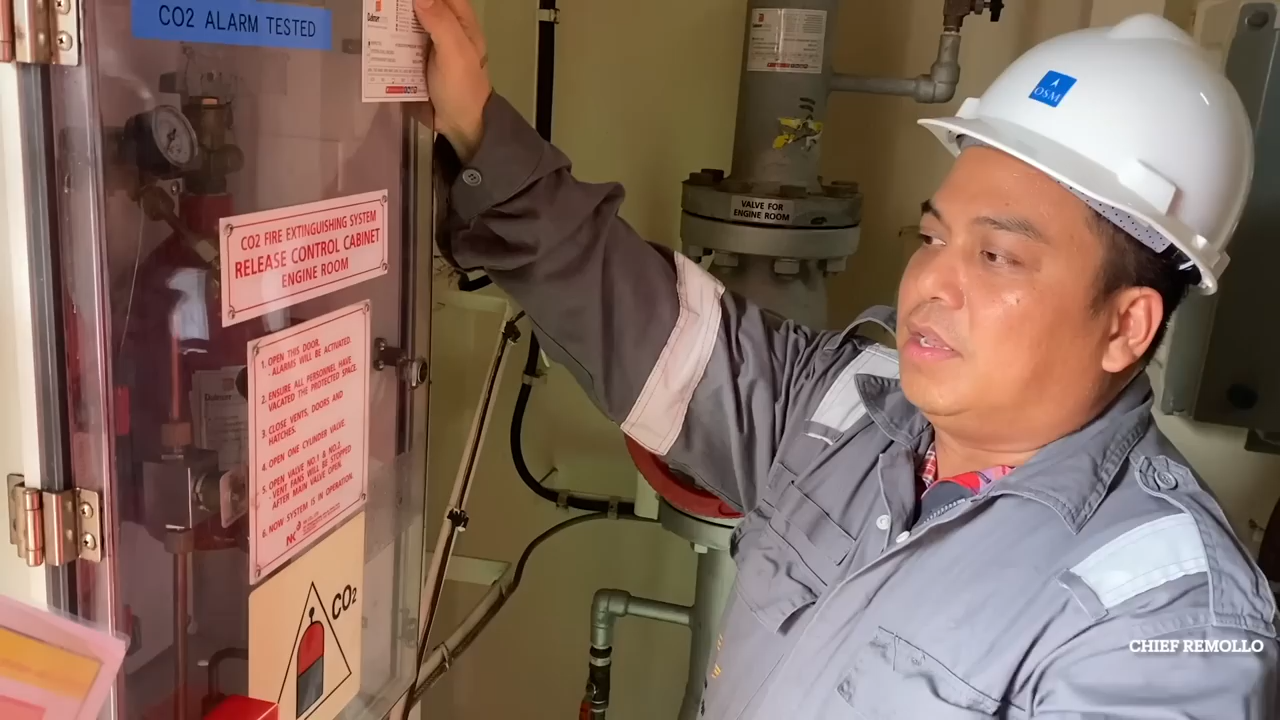 CO2 ALARM TESTED
CO2 FIRE EXTINGUISHING SYSTEM
RELEASE CONTROL CABINET
ENGINE ROOM
1. OPEN THIS DOOR.
- ALARMS WILL BE ACTIVATED.
2. ENSURE ALL PERSONNEL HAVE
VACATED THE PROTECTED SPACE.
3. CLOSE VENTS, DOORS AND
HATCHES.
4. OPEN ONE CYLINDER VALVE.
5. OPEN VALVE NO.1 & NO.2.
- VENT FANS WILL BE STOPPED
AFTER MAIN VALVE OPEN.
6. NOW SYSTEM IS IN OPERATION.
NK
CO2
VALVE FOR
ENGINE ROOM
OSM
CHIEF REMOLLO